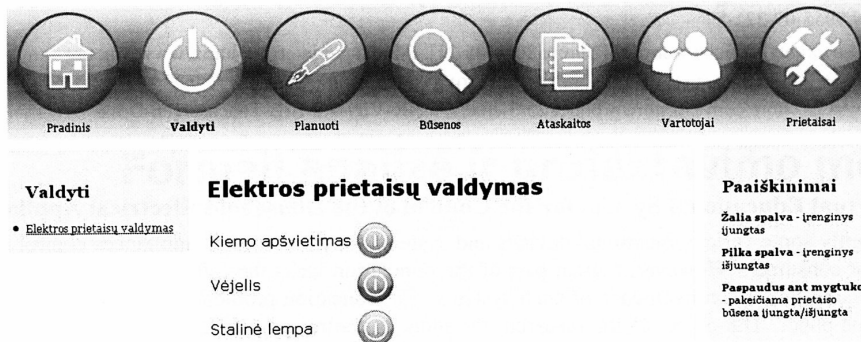 Pradinis
Valdyti
Planuoti
Būsenos
Ataskaitos
Vartotojai
Prietaisai
Valdyti
• Elektros prietaisų valdymas
Elektros prietaisų valdymas
Kiemo apšvietimas
Vėjelis
Stalinė lempa
Paaiškinimai
Žalia spalva - įrenginys
įjungtas
Pilka spalva - įrenginys
išjungtas
Paspaudus ant mygtuko
- pakeičiama prietaiso
būsena įjungta/išjungta